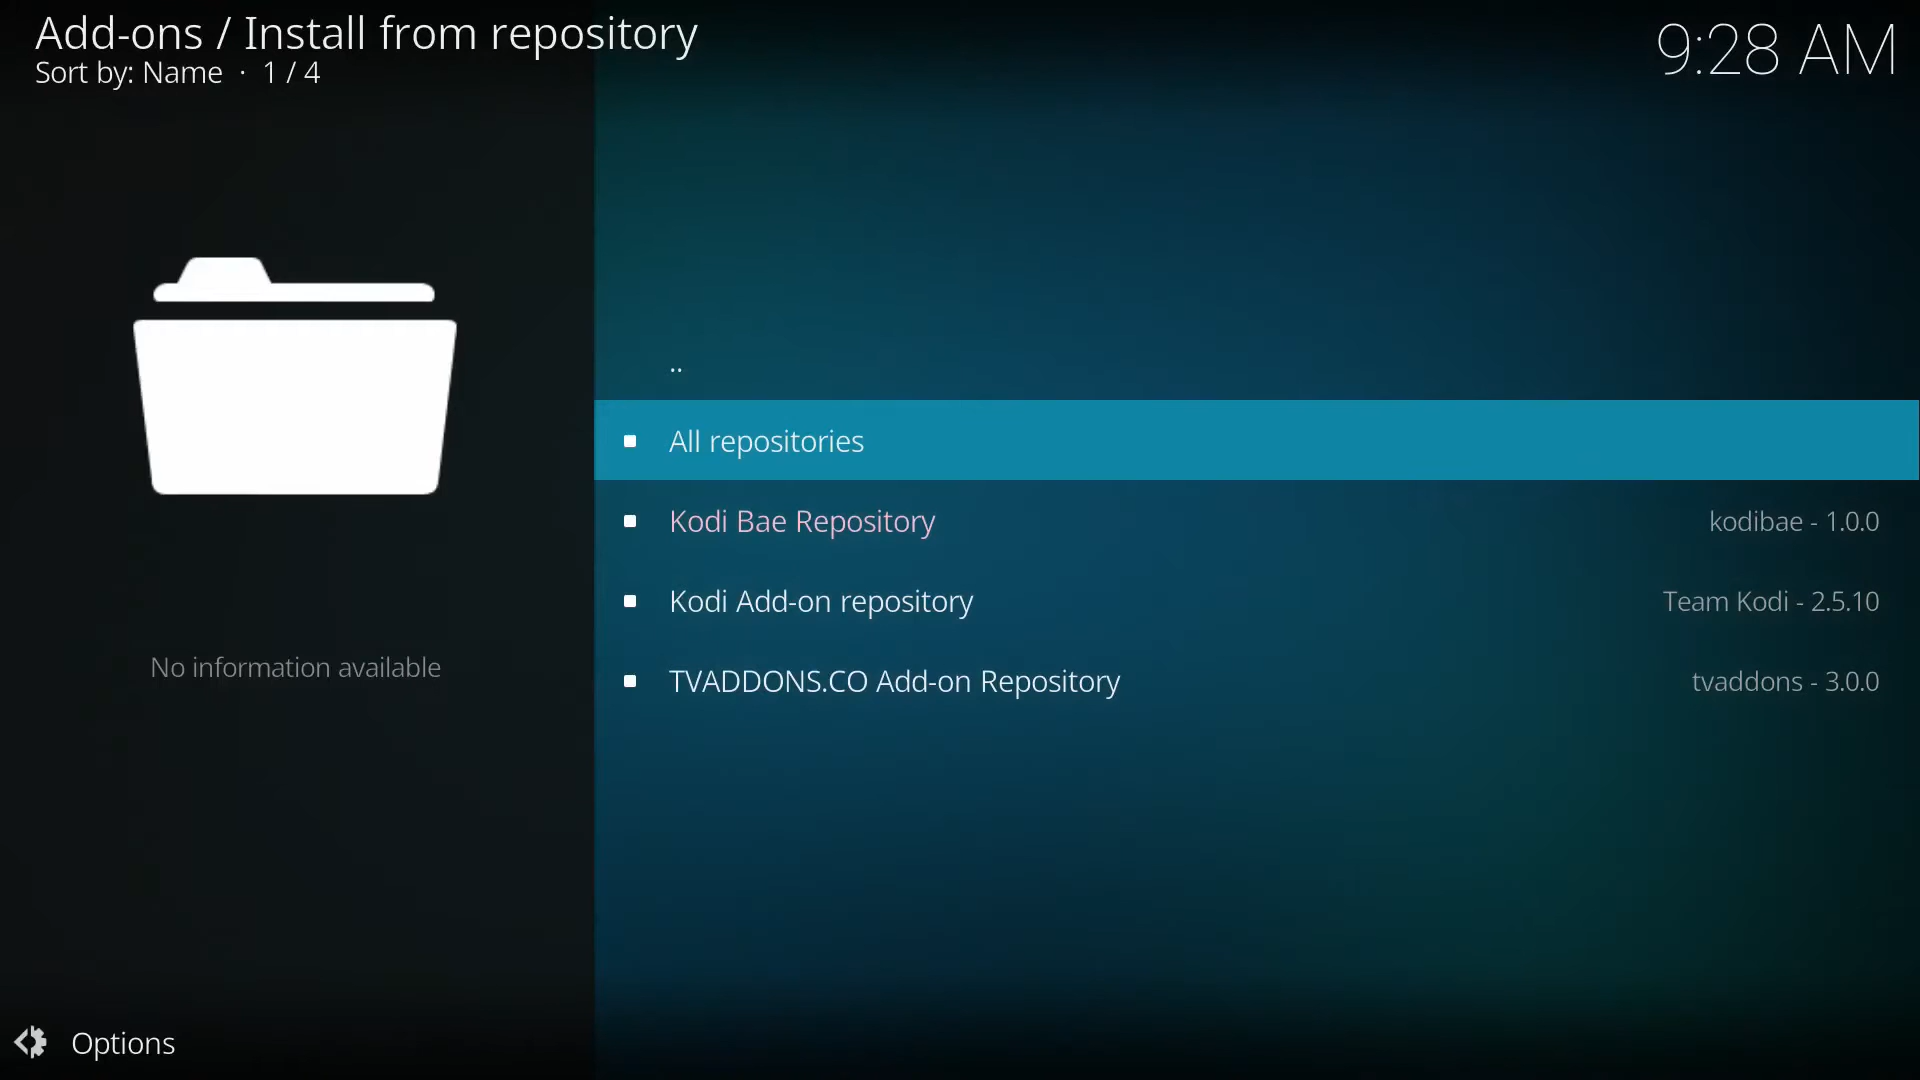 Add-ons / Install from repository
Sort by: Name · 1 / 4
9:28 AM
..
All repositories
Kodi Bae Repository kodibae - 1.0.0
Kodi Add-on repository Team Kodi - 2.5.10
TVADDONS.CO Add-on Repository tvaddons - 3.0.0
No information available
Options